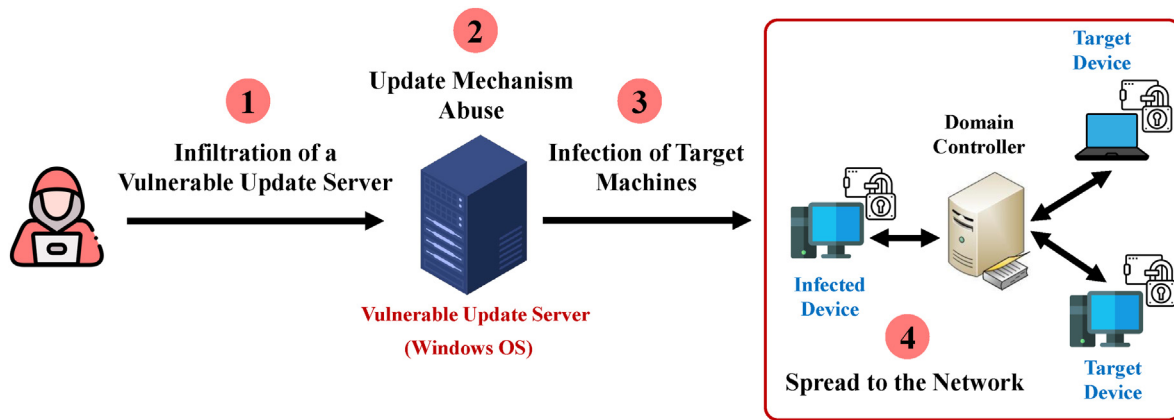 1
Infiltration of a
Vulnerable Update Server
2
Update Mechanism
Abuse
Vulnerable Update Server
(Windows OS)
3
Infection of Target
Machines
Target
Device
Domain
Controller
Infected
Device
Target
Device
4
Spread to the Network